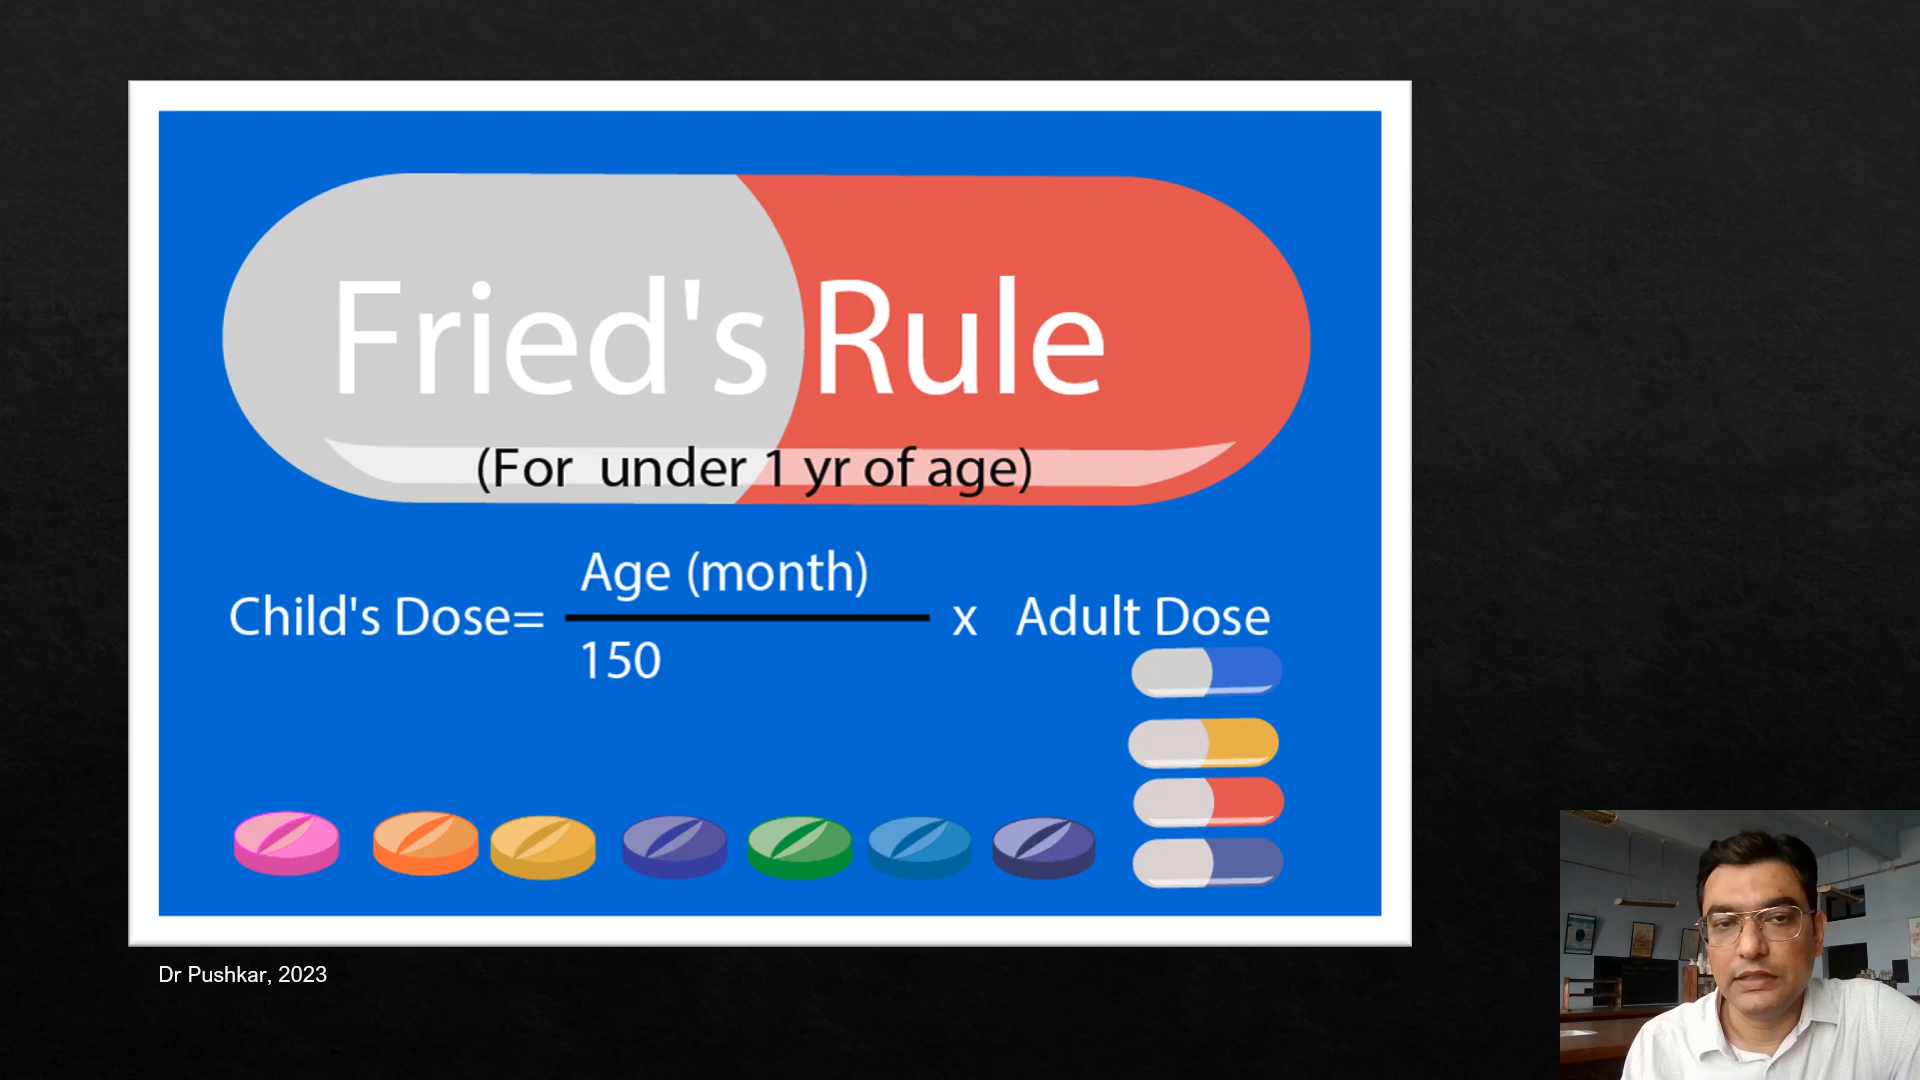 Fried's Rule
(For under 1 yr of age)
Age (month)
Child's Dose= x Adult Dose
150
Dr Pushkar, 2023